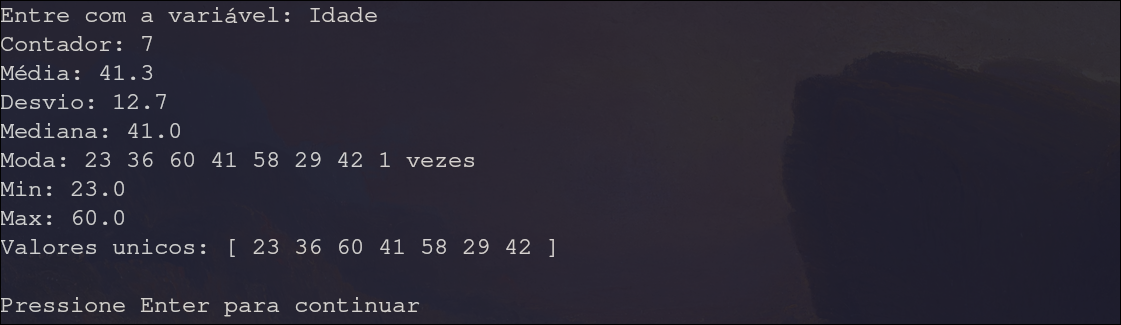 Entre com a variável: Idade
Contador: 7
Média: 41.3
Desvio: 12.7
Mediana: 41.0
Moda: 23 36 60 41 58 29 42 1 vezes
Min: 23.0
Max: 60.0
Valores unicos: [ 23 36 60 41 58 29 42 ]
Pressione Enter para continuar